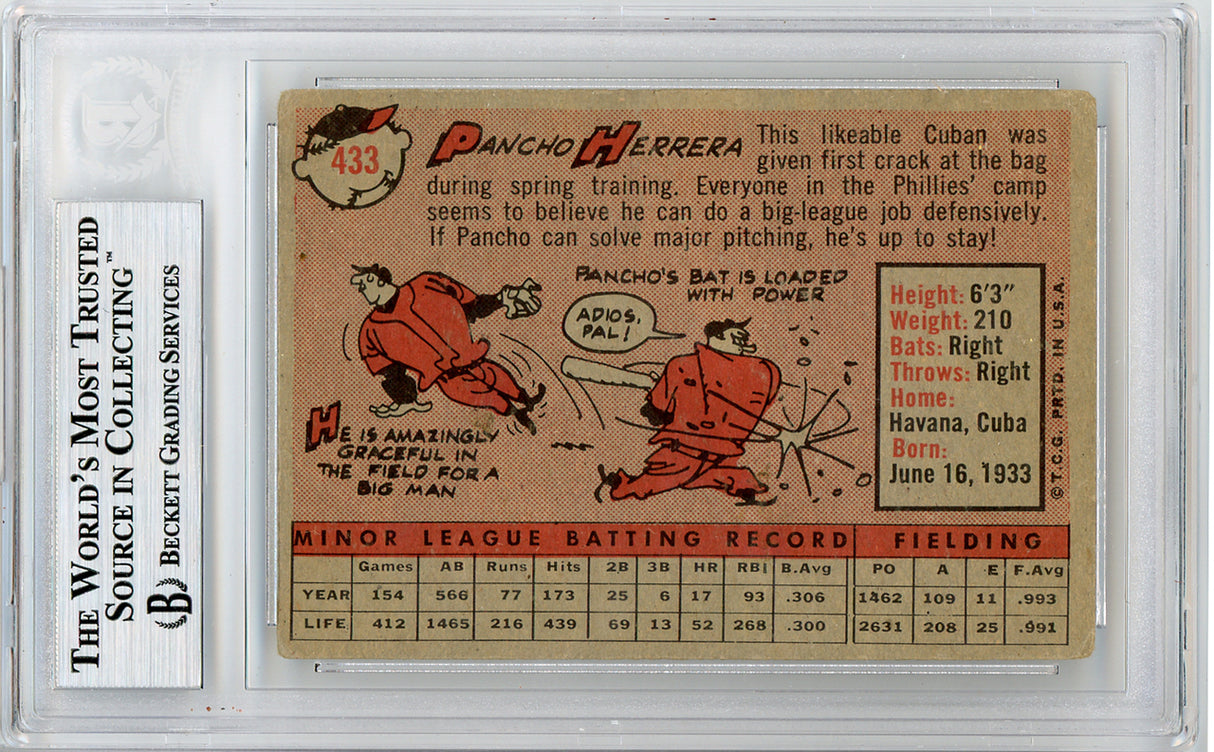 THE WORLD'S MOST TRUSTED
SOURCE IN COLLECTING™
B BECKETT GRADING SERVICES
433
PANCHO HERRERA
This likeable Cuban was
given first crack at the bag
during spring training. Everyone in the Phillies' camp
seems to believe he can do a big-league job defensively.
If Pancho can solve major pitching, he's up to stay!
PANCHO'S BAT IS LOADED
WITH POWER
ADIOS,
PAL!
HE IS AMAZINGLY
GRACEFUL IN
THE FIELD FOR A
BIG MAN
Height: 6'3"
Weight: 210
Bats: Right
Throws: Right
Home:
Havana, Cuba
Born:
June 16, 1933
© T.C.G. PRTD. IN U.S.A.
MINOR LEAGUE BATTING RECORD FIELDING
Games AB Runs Hits 2B 3B HR RBI B.Avg PO A E F.Avg
YEAR 154 566 77 173 25 6 17 93 .306 1462 109 11 .993
LIFE 412 1465 216 439 69 13 52 268 .300 2631 208 25 .991